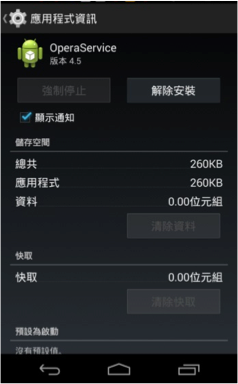 應用程式資訊
OperaService
版本 4.5
強制停止 解除安裝
顯示通知
儲存空間
總共 260KB
應用程式 260KB
資料 0.00位元組
清除資料
快取
快取 0.00位元組
清除快取
預設為啟動
沒有預設值。